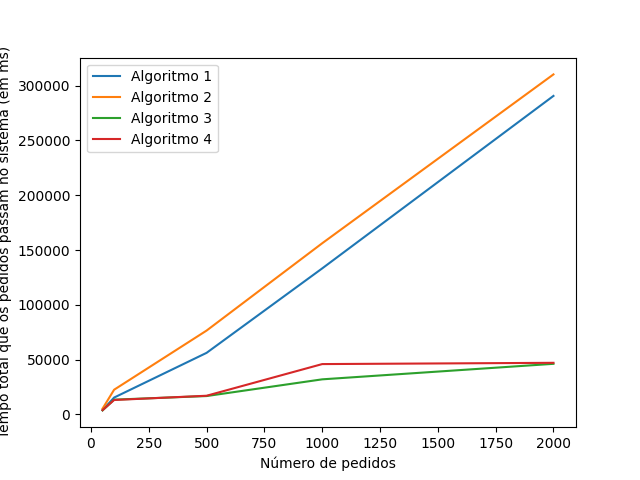 Tempo total que os pedidos passam no sistema (em ms)
300000
250000
200000
150000
100000
50000
0
Algoritmo 1
Algoritmo 2
Algoritmo 3
Algoritmo 4
0 250 500 750 1000 1250 1500 1750 2000
Número de pedidos